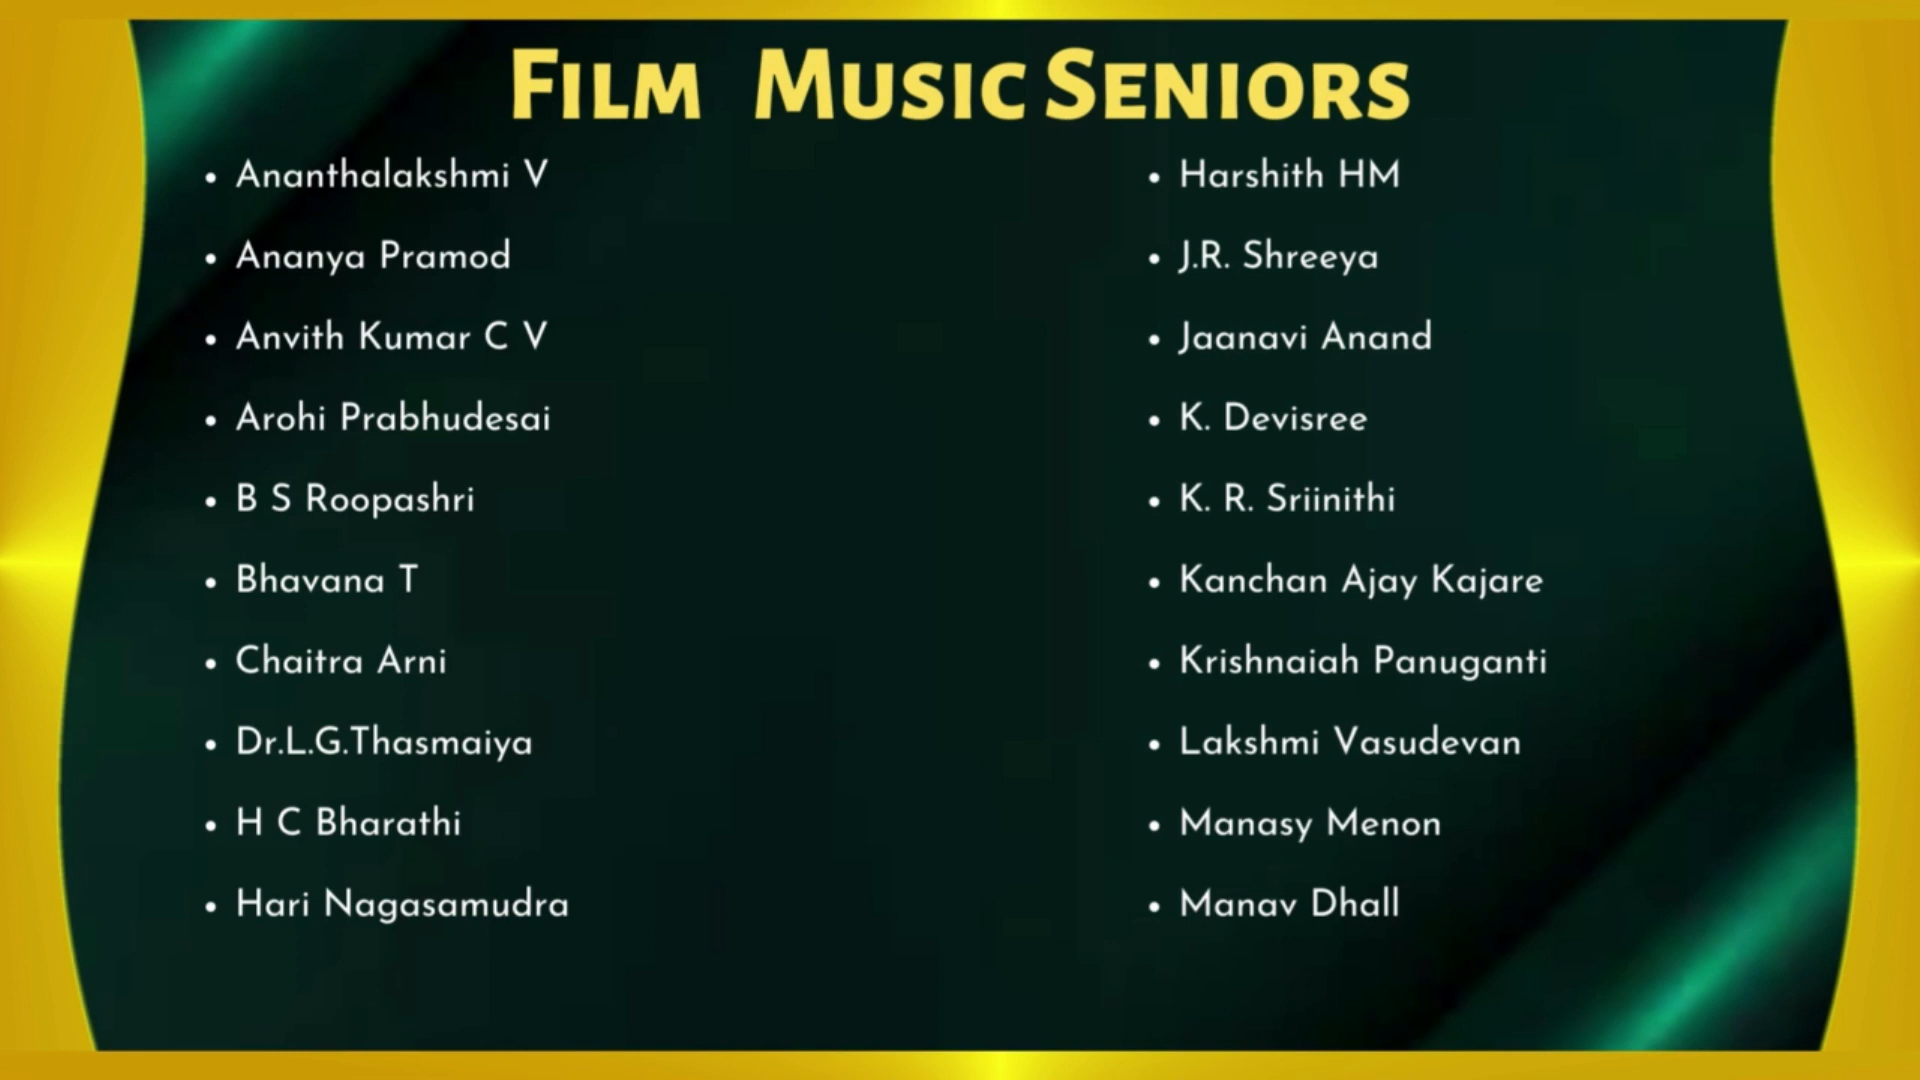 Film Music Seniors
• Ananthalakshmi V
• Ananya Pramod
• Anvith Kumar C V
• Arohi Prabhudesai
• B S Roopashri
• Bhavana T
• Chaitra Arni
• Dr.L.G.Thasmaiya
• H C Bharathi
• Hari Nagasamudra
• Harshith HM
• J.R. Shreeya
• Jaanavi Anand
• K. Devisree
• K. R. Sriinithi
• Kanchan Ajay Kajare
• Krishnaiah Panuganti
• Lakshmi Vasudevan
• Manasy Menon
• Manav Dhall